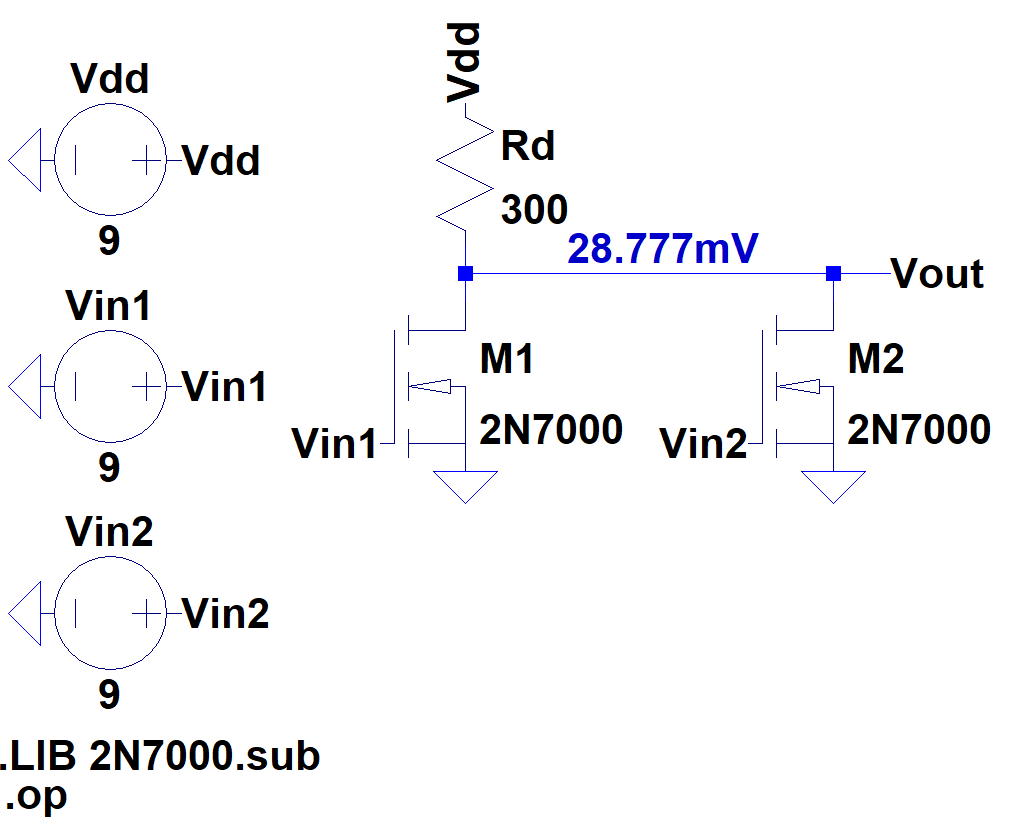 Vdd
Vdd
9
Vin1
Vin1
9
Vin2
Vin2
9
.LIB 2N7000.sub
.op
Vdd
Rd
300
28.777mV
Vout
M1
2N7000
Vin1
M2
2N7000
Vin2